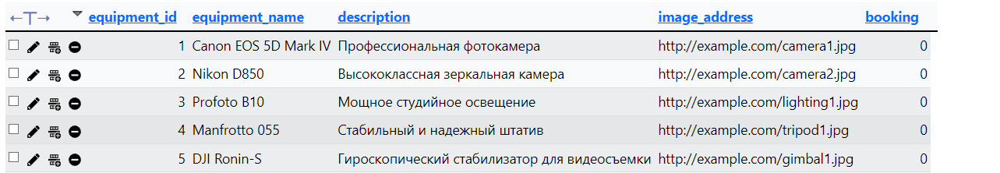 ←T→ equipment_id equipment_name description image_address booking
1 Canon EOS 5D Mark IV Профессиональная фотокамера http://example.com/camera1.jpg 0
2 Nikon D850 Высококлассная зеркальная камера http://example.com/camera2.jpg 0
3 Profoto B10 Мощное студийное освещение http://example.com/lighting1.jpg 0
4 Manfrotto 055 Стабильный и надежный штатив http://example.com/tripod1.jpg 0
5 DJI Ronin-S Гироскопический стабилизатор для видеосъемки http://example.com/gimbal1.jpg 0